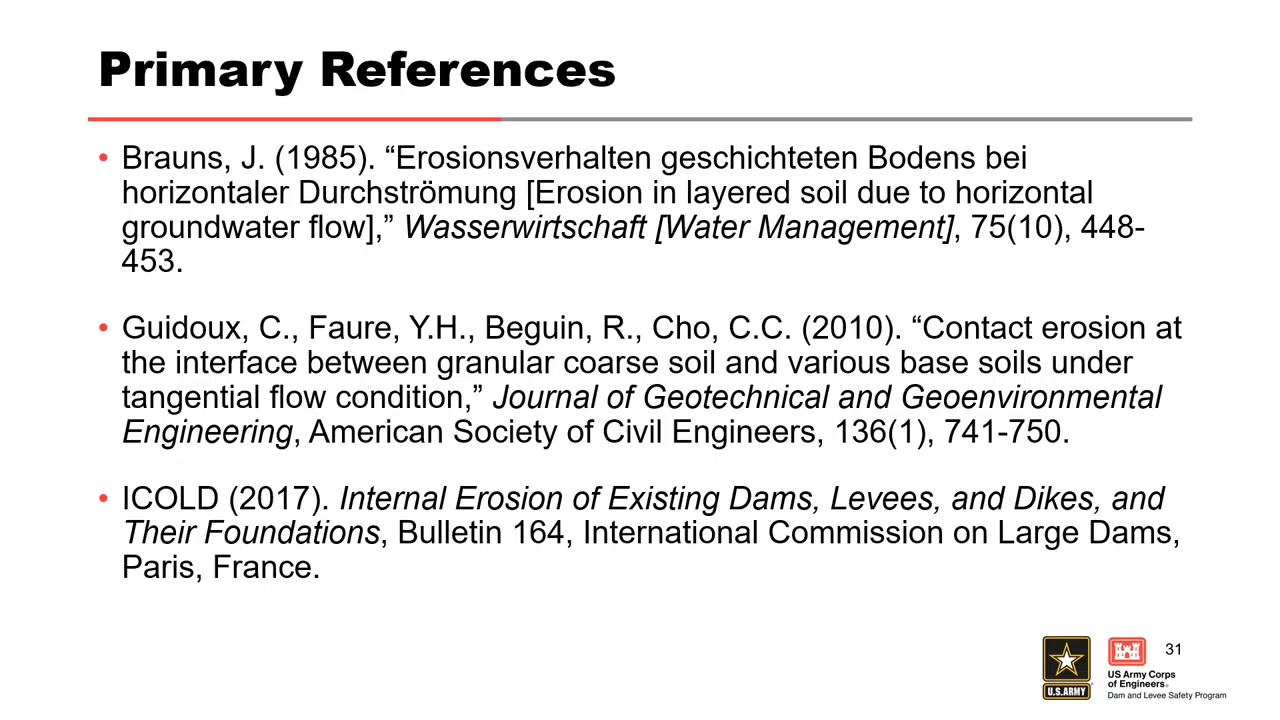 Primary References
• Brauns, J. (1985). “Erosionsverhalten geschichteten Bodens bei
horizontaler Durchströmung [Erosion in layered soil due to horizontal
groundwater flow],” Wasserwirtschaft [Water Management], 75(10), 448-
453.
• Guidoux, C., Faure, Y.H., Beguin, R., Cho, C.C. (2010). “Contact erosion at
the interface between granular coarse soil and various base soils under
tangential flow condition,” Journal of Geotechnical and Geoenvironmental
Engineering, American Society of Civil Engineers, 136(1), 741-750.
• ICOLD (2017). Internal Erosion of Existing Dams, Levees, and Dikes, and
Their Foundations, Bulletin 164, International Commission on Large Dams,
Paris, France.
31
U.S. ARMY
US Army Corps
of Engineers®
Dam and Levee Safety Program